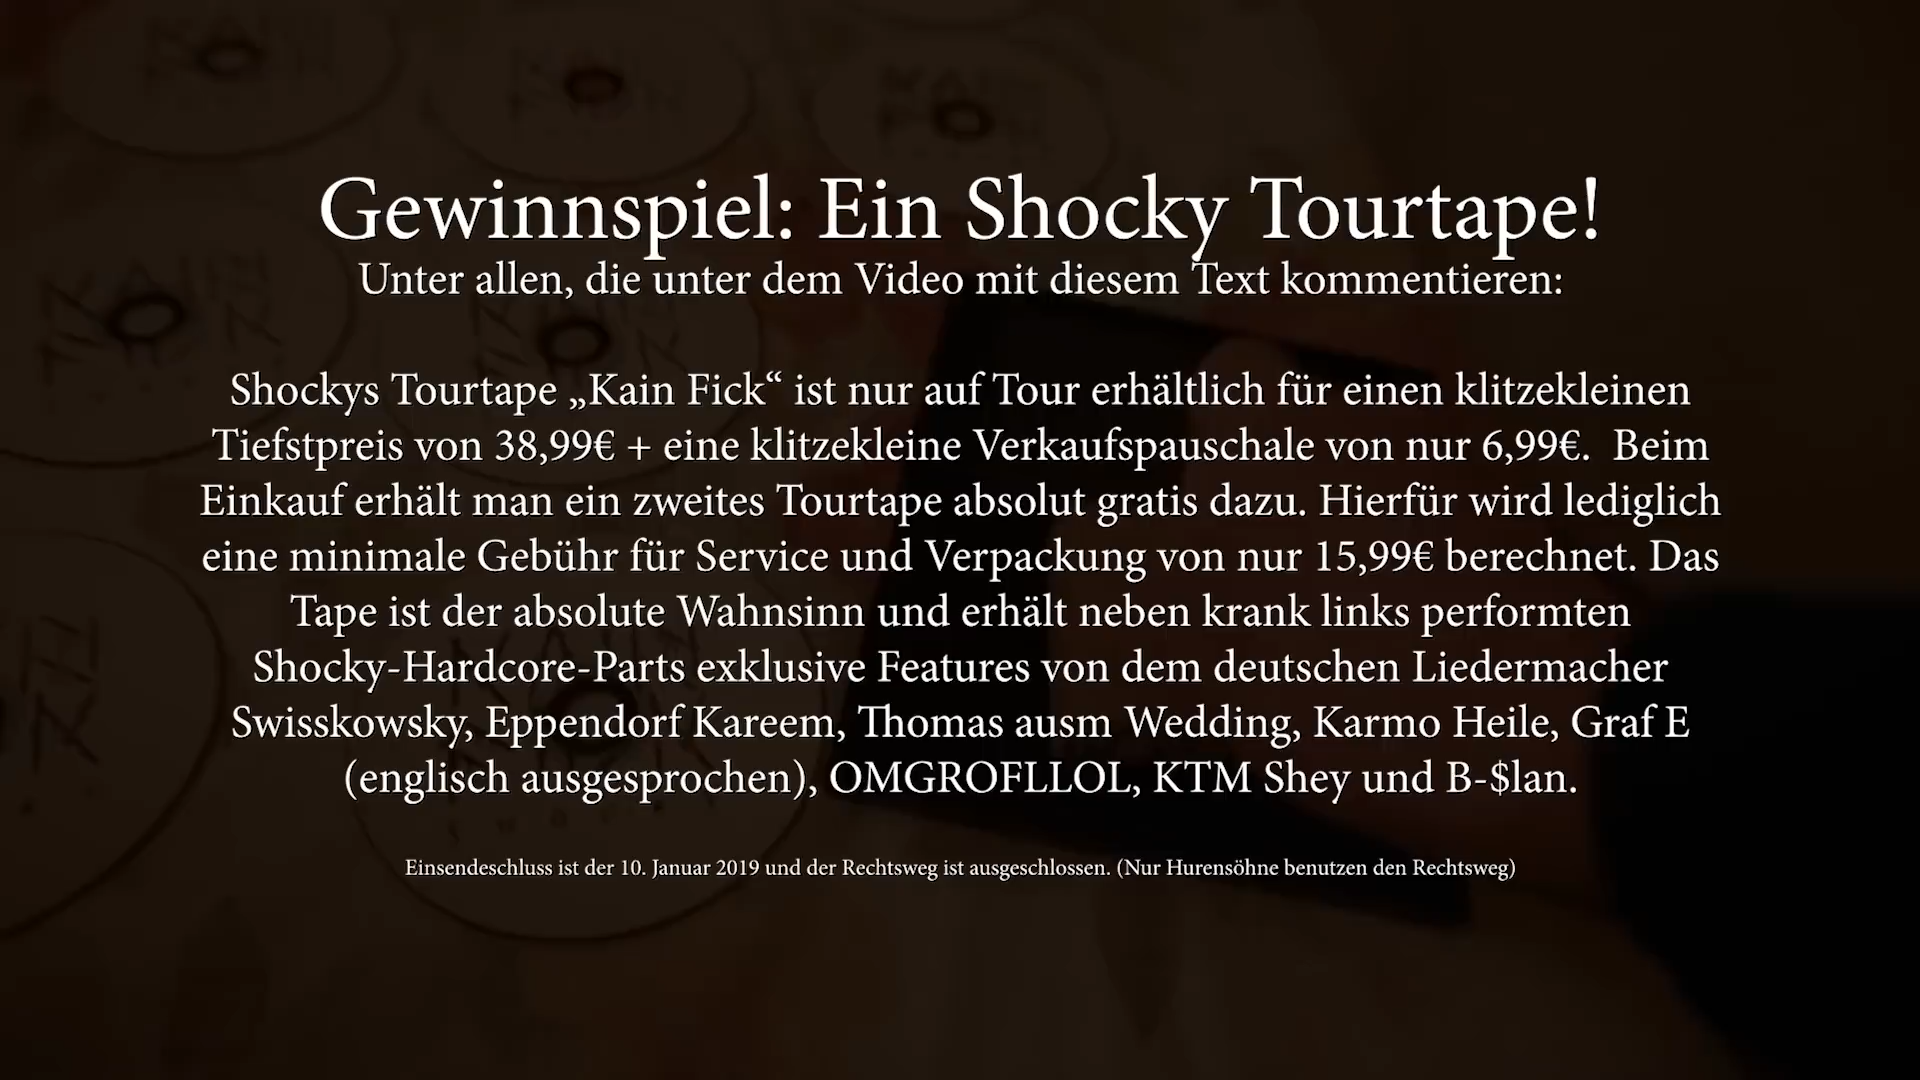 Gewinnspiel: Ein Shocky Tourtape!
Unter allen, die unter dem Video mit diesem Text kommentieren:
Shockys Tourtape „Kain Fick“ ist nur auf Tour erhältlich für einen klitzekleinen
Tiefstpreis von 38,99€ + eine klitzekleine Verkaufspauschale von nur 6,99€.  Beim
Einkauf erhält man ein zweites Tourtape absolut gratis dazu. Hierfür wird lediglich
eine minimale Gebühr für Service und Verpackung von nur 15,99€ berechnet. Das
Tape ist der absolute Wahnsinn und erhält neben krank links performten
Shocky-Hardcore-Parts exklusive Features von dem deutschen Liedermacher
Swisskowsky, Eppendorf Kareem, Thomas ausm Wedding, Karmo Heile, Graf E
(englisch ausgesprochen), OMGROFLLOL, KTM Shey und B-$lan.
Einsendeschluss ist der 10. Januar 2019 und der Rechtsweg ist ausgeschlossen. (Nur Hurensöhne benutzen den Rechtsweg)